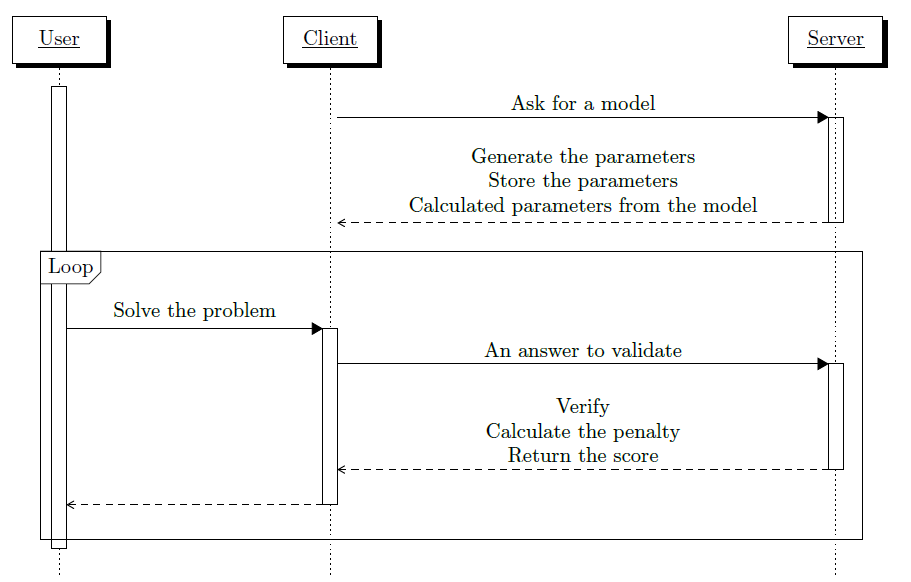 User
Client
Server
Ask for a model
Generate the parameters
Store the parameters
Calculated parameters from the model
Loop
Solve the problem
An answer to validate
Verify
Calculate the penalty
Return the score